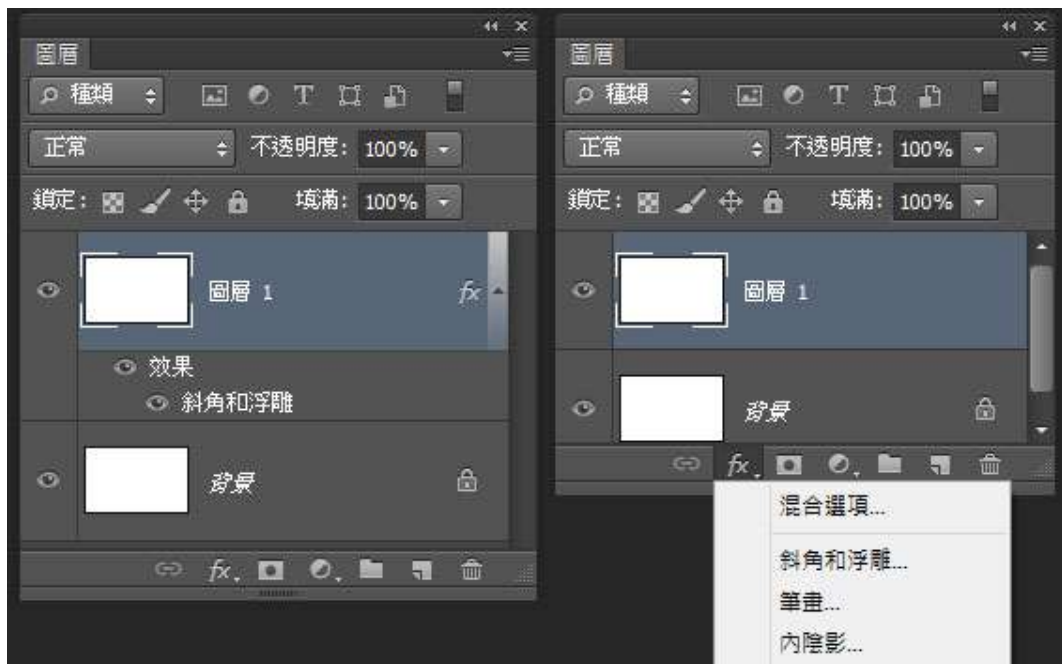 圖層
種類
正常 不透明度: 100%
鎖定: 填滿: 100%
圖層 1 fx
效果
斜角和浮雕
背景
fx
圖層
種類
正常 不透明度: 100%
鎖定: 填滿: 100%
圖層 1
背景
fx
混合選項...
斜角和浮雕...
筆畫...
內陰影...